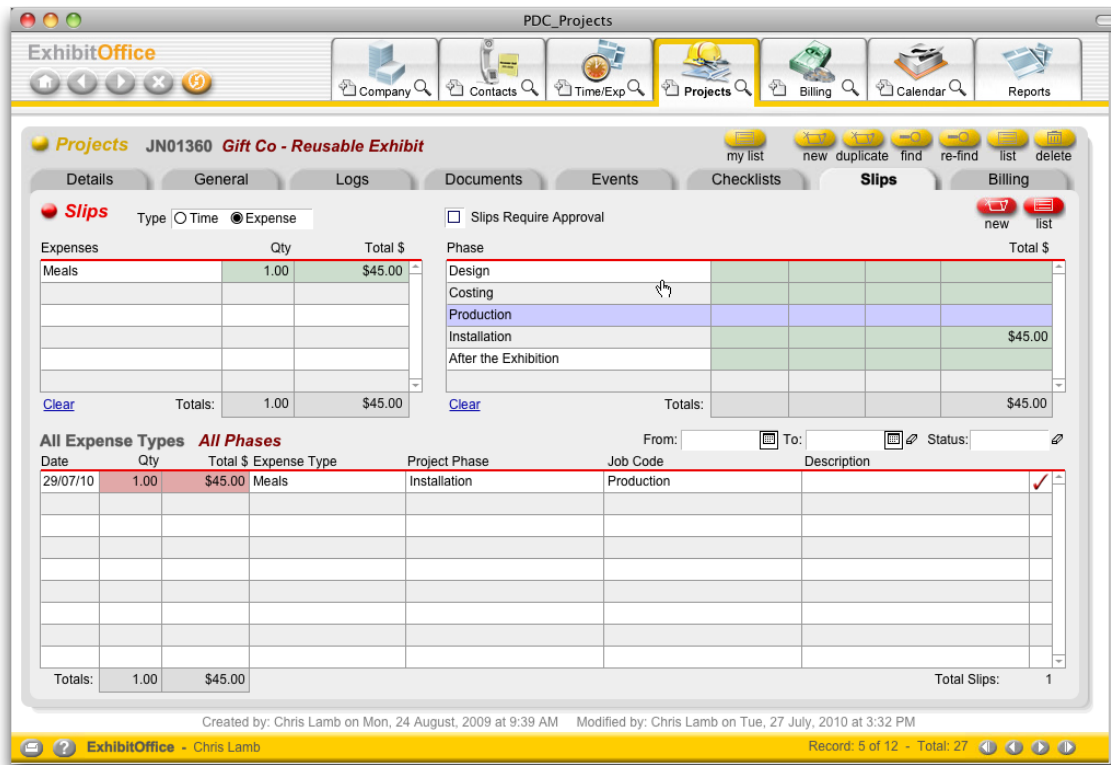 PDC_Projects
ExhibitOffice
Company Contacts Time/Exp Projects Billing Calendar Reports
Projects JN01360 Gift Co - Reusable Exhibit
my list new duplicate find re-find list delete
Details General Logs Documents Events Checklists Slips Billing
Slips Type Time Expense Slips Require Approval
new list
Expenses Qty Total $ Phase Total $
Meals 1.00 $45.00 Design
Costing
Production
Installation $45.00
After the Exhibition
Clear Totals: 1.00 $45.00 Clear Totals: $45.00
All Expense Types All Phases From: To: Status:
Date Qty Total $ Expense Type Project Phase Job Code Description
29/07/10 1.00 $45.00 Meals Installation Production
Totals: 1.00 $45.00 Total Slips: 1
Created by: Chris Lamb on Mon, 24 August, 2009 at 9:39 AM Modified by: Chris Lamb on Tue, 27 July, 2010 at 3:32 PM
? ExhibitOffice - Chris Lamb Record: 5 of 12 - Total: 27